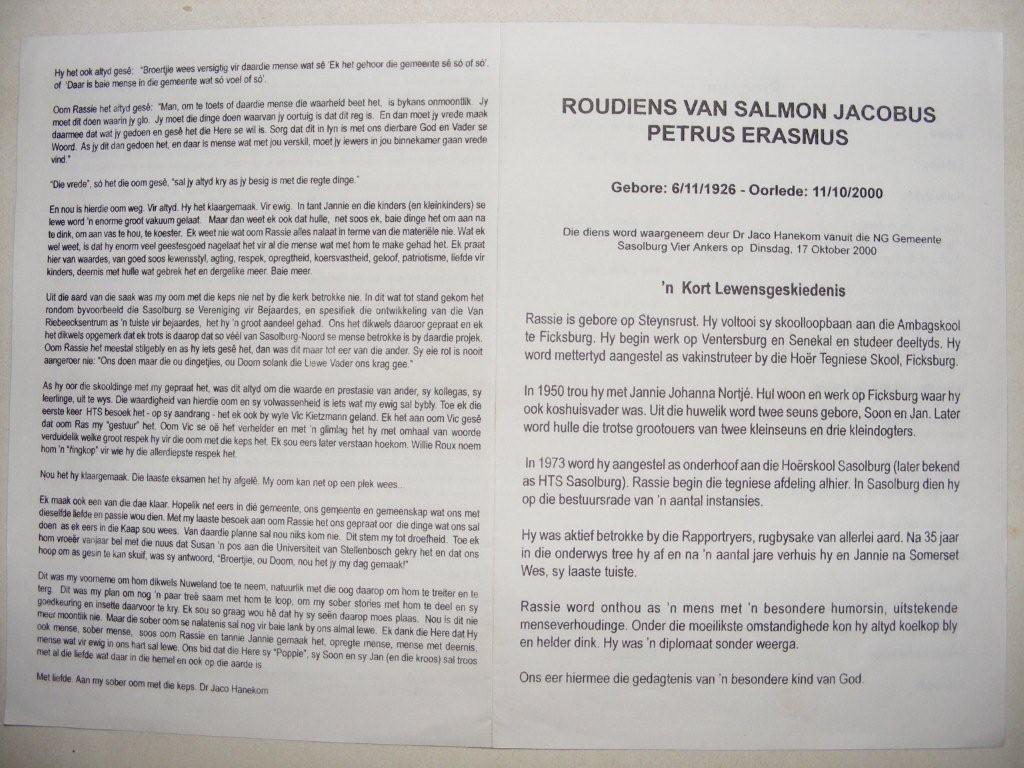 Hy het ook altyd gesê: "Broertjie wees versigtig vir daardie mense wat sê 'Ek het gehoor die gemeente sê só of só',
of 'Daar is baie mense in die gemeente wat só voel of só'.
Oom Rassie het altyd gesê: "Man, om te toets of daardie mense die waarheid beet het, is bykans onmoontlik. Jy
moet dit doen waarin jy glo. Jy moet die dinge doen waarvan jy oortuig is dat dit reg is. En dan moet jy vrede maak
daarmee dat wat jy gedoen en gesê het die Here se wil is. Sorg dat dit in lyn is met ons dierbare God en Vader se
Woord. As jy dit dan gedoen het, en daar is mense wat met jou verskil, moet jy iewers in jou binnekamer gaan vrede
vind."
"Die vrede", só het die oom gesê, "sal jy altyd kry as jy besig is met die regte dinge."
En nou is hierdie oom weg. Vir altyd. Hy het klaargemaak. Vir ewig. In tant Jannie en die kinders (en kleinkinders) se
lewe word 'n enorme groot vakuum gelaat. Maar dan weet ek ook dat hulle, net soos ek, baie dinge het om aan na
te dink, om aan vas te hou, te koester. Ek weet nie wat oom Rassie alles nalaat in terme van die materiële nie. Wat ek
wel weet, is dat hy enorm veel geestesgoed nagelaat het vir al die mense wat met hom te make gehad het. Ek praat
hier van waardes, van goed soos lewensstyl, agting, respek, opregtheid, koersvastheid, geloof, patriotisme, liefde vir
kinders, deernis met hulle wat gebrek het en dergelike meer. Baie meer.
Uit die aard van die saak was my oom met die keps nie net by die kerk betrokke nie. In dit wat tot stand gekom het
rondom byvoorbeeld die Sasolburg se Vereniging vir Bejaardes, en spesifiek die ontwikkeling van die Van
Riebeecksentrum as 'n tuiste vir bejaardes, het hy 'n groot aandeel gehad. Ons het dikwels daaroor gepraat en ek
het dikwels opgemerk dat ek trots is daarop dat so véél van Sasolburg-Noord se mense betrokke is by daardie projek.
Oom Rassie het meestal stilgebly en as hy iets gesê het, dan was dit maar tot eer van die ander. Sy eie rol is nooit
aangeroer nie: "Ons doen maar die ou dingetjies, ou Doom solank die Liewe Vader ons krag gee."
As hy oor die skooldinge met my gepraat het, was dit altyd om die waarde en prestasie van ander, sy kollegas, sy
leerlinge, uit te wys. Die waardigheid van hierdie oom en sy volwassenheid is iets wat my ewig sal bybly. Toe ek die
eerste keer HTS besoek het - op sy aandrang - het ek ook by wyle Vic Kietzmann geland. Ek het aan oom Vic gesê
dat oom Ras my "gestuur" het. Oom Vic se oë het verhelder en met 'n glimlag het hy met omhaal van woorde
verduidelik welke groot respek hy vir die oom met die keps het. Ek sou eers later verstaan hoekom. Willie Roux noem
hom 'n "ringkop" vir wie hy die allerdiepste respek het.
Nou het hy klaargemaak. Die laaste eksamen het hy afgelê. My oom kan net op een plek wees...
Ek maak ook een van die dae klaar. Hopelik net eers in dié gemeente, ons gemeente en gemeenskap wat ons met
dieselfde liefde en passie wou dien. Met my laaste besoek aan oom Rassie het ons gepraat oor die dinge wat ons sal
doen as ek eers in die Kaap sou wees. Van daardie planne sal nou niks kom nie. Dit stem my tot droefheid. Toe ek
hom vroeër vanjaar bel met die nuus dat Susan 'n pos aan die Universiteit van Stellenbosch gekry het en dat ons
hoop om as gesin te kan skuif, was sy antwoord, "Broertjie, ou Doom, nou het jy my dag gemaak!"
Dit was my voorneme om hom dikwels Nuweland toe te neem, natuurlik met die oog daarop om hom te treiter en te
terg. Dit was my plan om nog 'n paar treë saam met hom te loop, om my sober stories met hom te deel en sy
goedkeuring en insette daarvoor te kry. Ek sou so graag wou hê dat hy sy seën daarop moes plaas. Nou is dit nie
meer moontlik nie. Maar die sober oom se nalatenis sal nog vir baie lank by ons almal lewe. Ek dank die Here dat Hy
ook mense, sober mense, soos oom Rassie en tannie Jannie gemaak het, opregte mense, mense met deernis,
mense wat vir ewig in ons hart sal lewe. Ons bid dat die Here sy "Poppie", sy Soon en sy Jan (en die kroos) sal troos
met al die liefde wat daar in die hemel en ook op die aarde is.
Met liefde. Aan my sober oom met die keps. Dr Jaco Hanekom
ROUDIENS VAN SALMON JACOBUS
PETRUS ERASMUS
Gebore: 6/11/1926 - Oorlede: 11/10/2000
Die diens word waargeneem deur Dr Jaco Hanekom vanuit die NG Gemeente
Sasolburg Vier Ankers op Dinsdag, 17 Oktober 2000
'n Kort Lewensgeskiedenis
Rassie is gebore op Steynsrust. Hy voltooi sy skoolloopbaan aan die Ambagskool
te Ficksburg. Hy begin werk op Ventersburg en Senekal en studeer deeltyds. Hy
word mettertyd aangestel as vakinstruteer by die Hoër Tegniese Skool, Ficksburg.
In 1950 trou hy met Jannie Johanna Nortjé. Hul woon en werk op Ficksburg waar hy
ook koshuisvader was. Uit die huwelik word twee seuns gebore, Soon en Jan. Later
word hulle die trotse grootouers van twee kleinseuns en drie kleindogters.
In 1973 word hy aangestel as onderhoof aan die Hoërskool Sasolburg (later bekend
as HTS Sasolburg). Rassie begin die tegniese afdeling alhier. In Sasolburg dien hy
op die bestuursrade van 'n aantal instansies.
Hy was aktief betrokke by die Rapportryers, rugbysake van allerlei aard. Na 35 jaar
in die onderwys tree hy af en na 'n aantal jare verhuis hy en Jannie na Somerset
Wes, sy laaste tuiste.
Rassie word onthou as 'n mens met 'n besondere humorsin, uitstekende
menseverhoudinge. Onder die moeilikste omstandighede kon hy altyd koelkop bly
en helder dink. Hy was 'n diplomaat sonder weerga.
Ons eer hiermee die gedagtenis van 'n besondere kind van God.